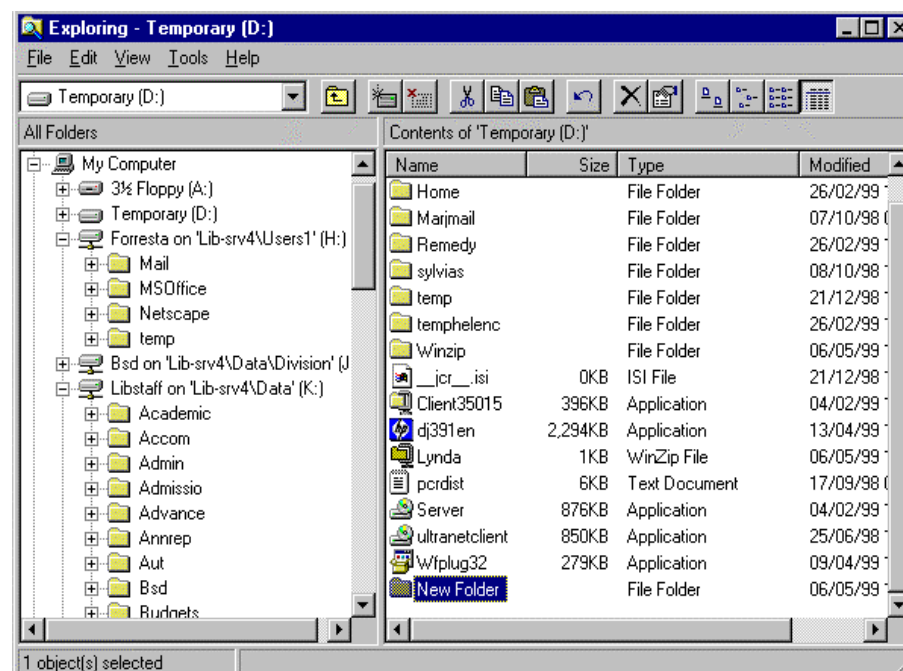 Exploring - Temporary (D:)
File Edit View Tools Help
Temporary (D:)
All Folders
Contents of 'Temporary (D:)'
My Computer
3½ Floppy (A:)
Temporary (D:)
Forresta on 'Lib-srv4\Users1' (H:)
Mail
MSOffice
Netscape
temp
Bsd on 'Lib-srv4\Data\Division' (J
Libstaff on 'Lib-srv4\Data' (K:)
Academic
Accom
Admin
Admissio
Advance
Annrep
Aut
Bsd
Budgets
Name Size Type Modified
Home File Folder 26/02/99
Marjmail File Folder 07/10/98
Remedy File Folder 26/02/99
sylvias File Folder 08/10/98
temp File Folder 21/12/98
temphelenc File Folder 26/02/99
Winzip File Folder 06/05/99
__jcr__.isi 0KB ISI File 21/12/98
Client35015 396KB Application 04/02/99
dj391en 2,294KB Application 13/04/99
Lynda 1KB WinZip File 06/05/99
pcrdist 6KB Text Document 17/09/98
Server 876KB Application 04/02/99
ultranetclient 850KB Application 25/06/98
Wfplug32 279KB Application 09/04/99
New Folder File Folder 06/05/99
1 object(s) selected